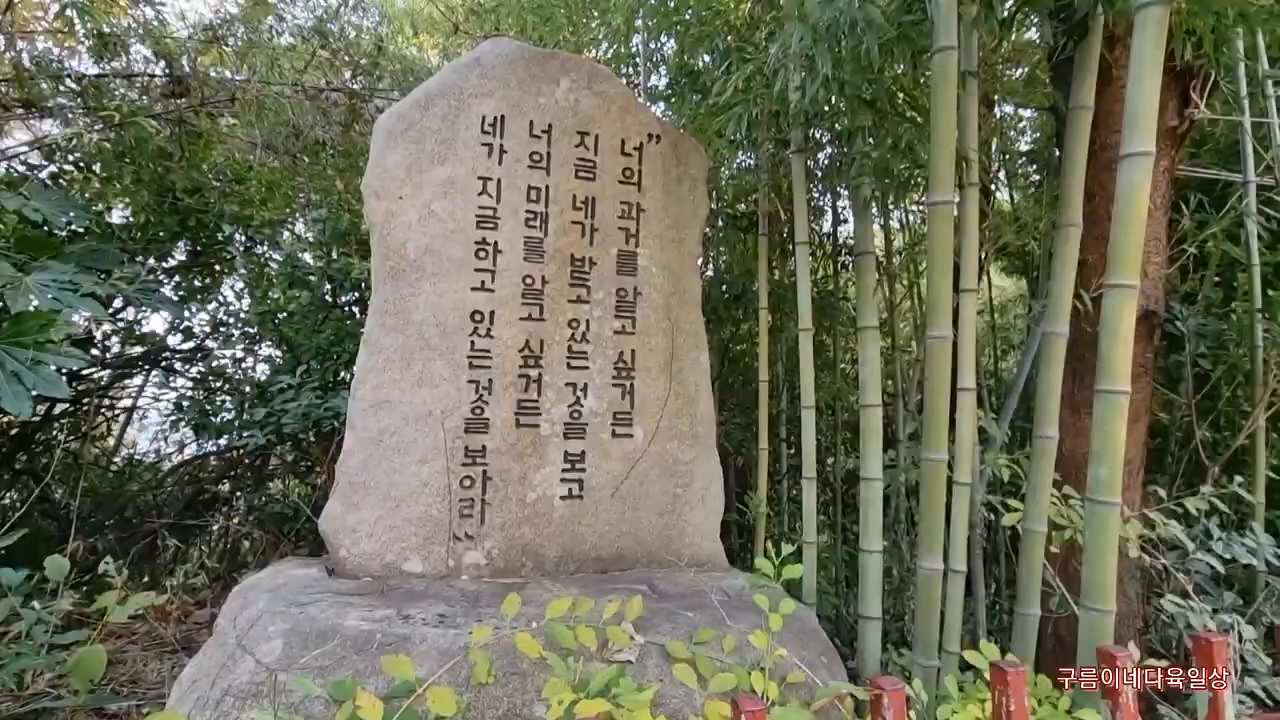 "너의 과거를 알고 싶거든
지금 네가 받고 있는 것을 보고
너의 미래를 알고 싶거든
네가 지금 하고 있는 것을 보아라"
구름이네다육일상